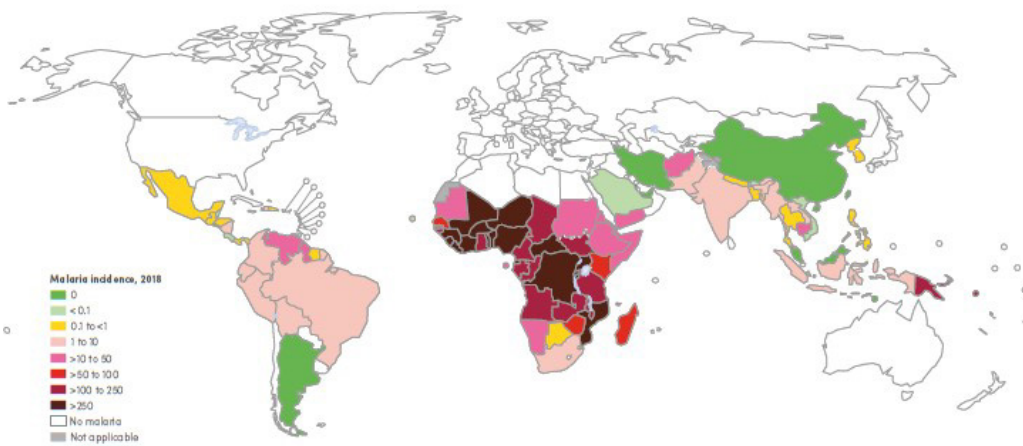 Malaria incidence, 2018
0
< 0.1
0.1 to <1
1 to 10
>10 to 50
>50 to 100
>100 to 250
>250
No malaria
Not applicable